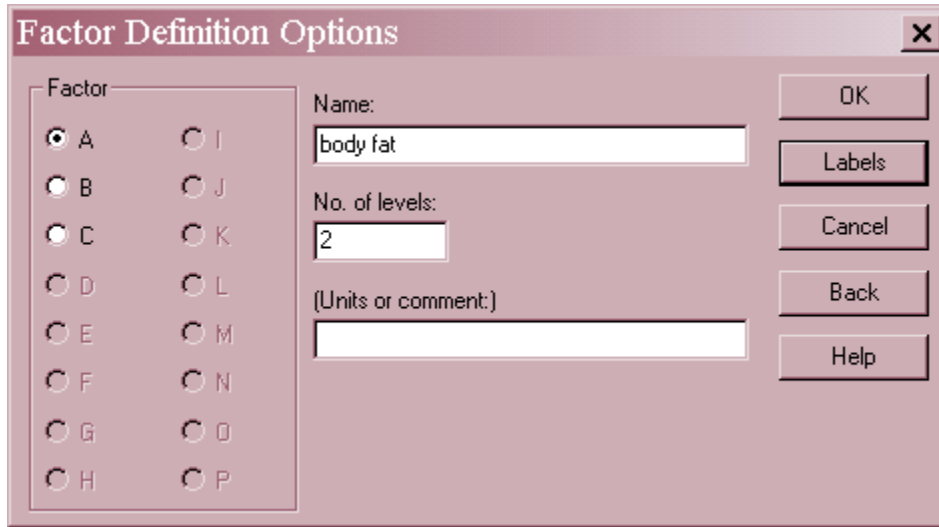 Factor Definition Options
Factor
A
B
C
D
E
F
G
H
I
J
K
L
M
N
O
P
Name:
body fat
No. of levels:
2
(Units or comment:)
OK
Labels
Cancel
Back
Help